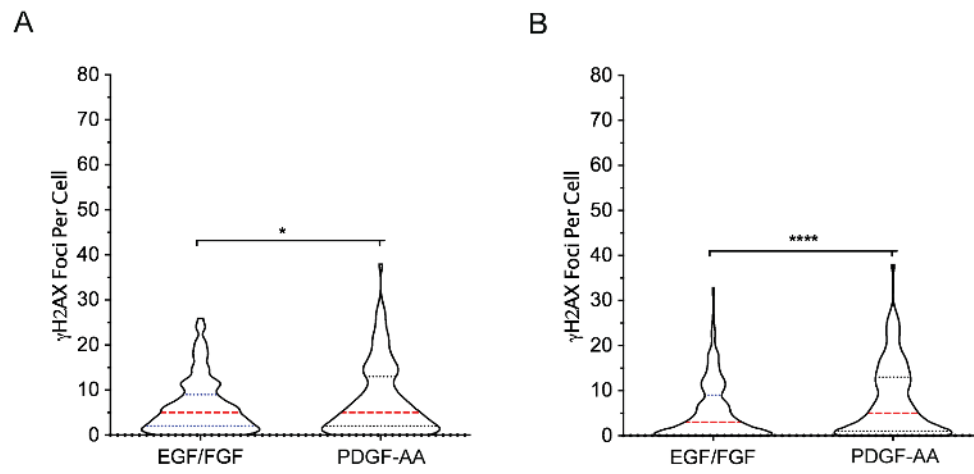 A
B
80
70
60
50
40
30
20
10
0
γH2AX Foci Per Cell
*
EGF/FGF
PDGF-AA
80
70
60
50
40
30
20
10
0
γH2AX Foci Per Cell
****
EGF/FGF
PDGF-AA